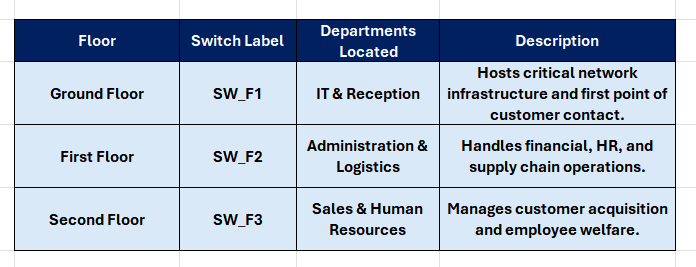 Floor
Switch Label
Departments
Located
Description
Ground Floor
SW_F1
IT & Reception
Hosts critical network
infrastructure and first point of
customer contact.
First Floor
SW_F2
Administration &
Logistics
Handles financial, HR, and
supply chain operations.
Second Floor
SW_F3
Sales & Human
Resources
Manages customer acquisition
and employee welfare.